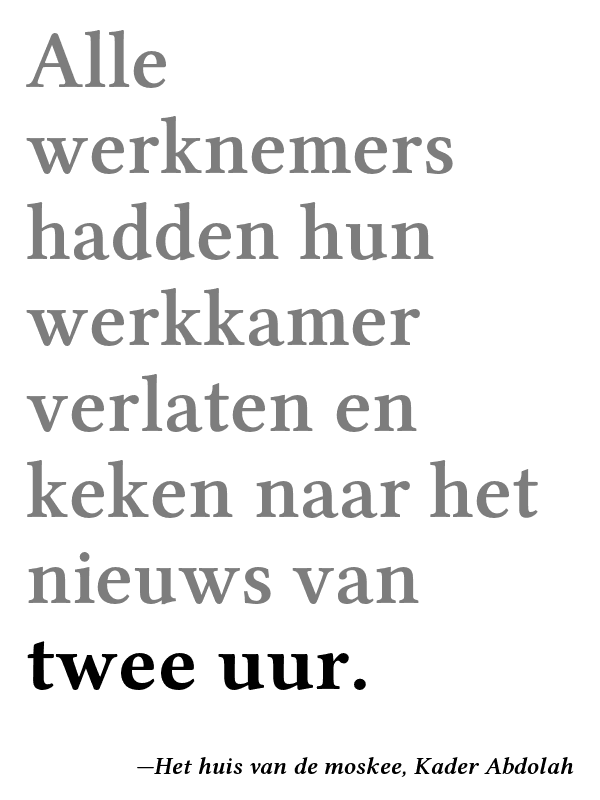 Alle
werknemers
hadden hun
werkkamer
verlaten en
keken naar het
nieuws van
twee uur.
—Het huis van de moskee, Kader Abdolah